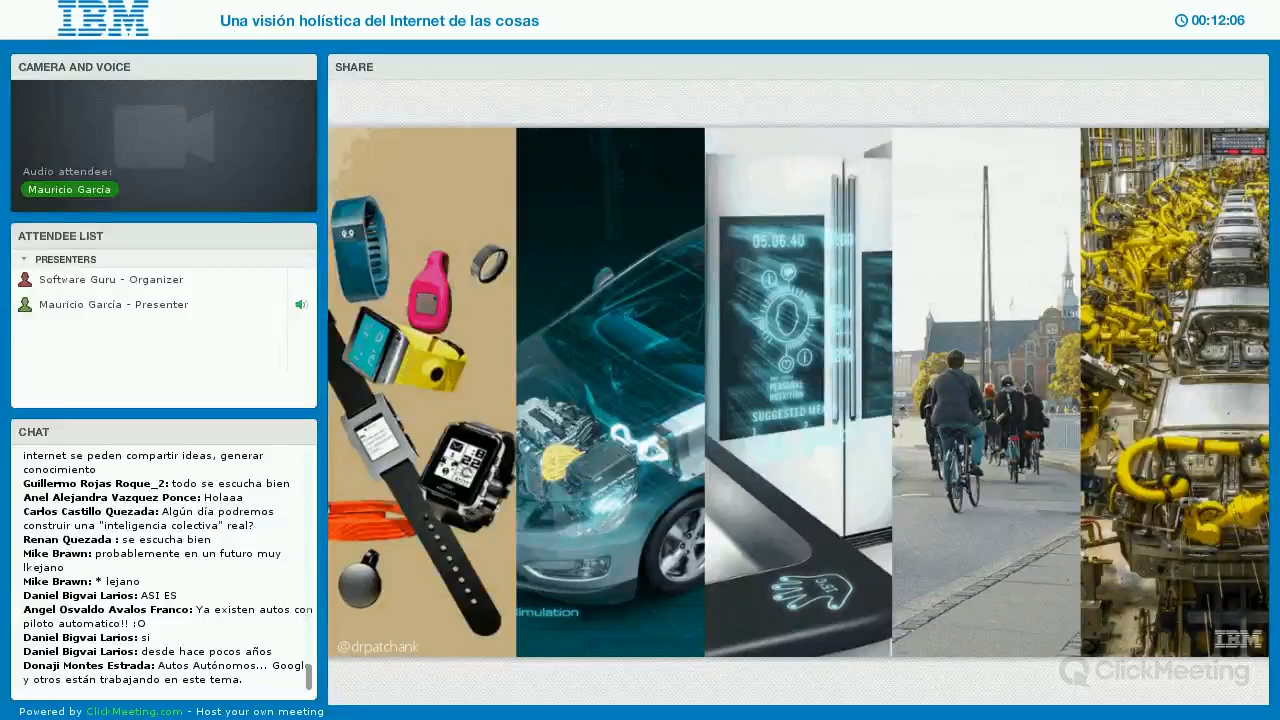 IBM
Una visión holística del Internet de las cosas
00:12:06
CAMERA AND VOICE
Audio attendee:
Mauricio García
ATTENDEE LIST
PRESENTERS
Software Guru - Organizer
Mauricio García - Presenter
CHAT
internet se peden compartir ideas, generar
conocimiento
Guillermo Rojas Roque_2: todo se escucha bien
Anel Alejandra Vazquez Ponce: Holaaa
Carlos Castillo Quezada: Algún día podremos
construir una "inteligencia colectiva" real?
Renan Quezada : se escucha bien
Mike Brawn: probablemente en un futuro muy
lkejano
Mike Brawn: * lejano
Daniel Bigvai Larios: ASI ES
Angel Osvaldo Avalos Franco: Ya existen autos con
piloto automatico!! :O
Daniel Bigvai Larios: si
Daniel Bigvai Larios: desde hace pocos años
Donaji Montes Estrada: Autos Autónomos... Googl
y otros están trabajando en este tema.
Powered by ClickMeeting.com - Host your own meeting
SHARE
9.9
05.06.40
PERSONAL
NUTRITION
SUGGESTED
simulation
DUST
@drpatchank
IBM
ClickMeeting